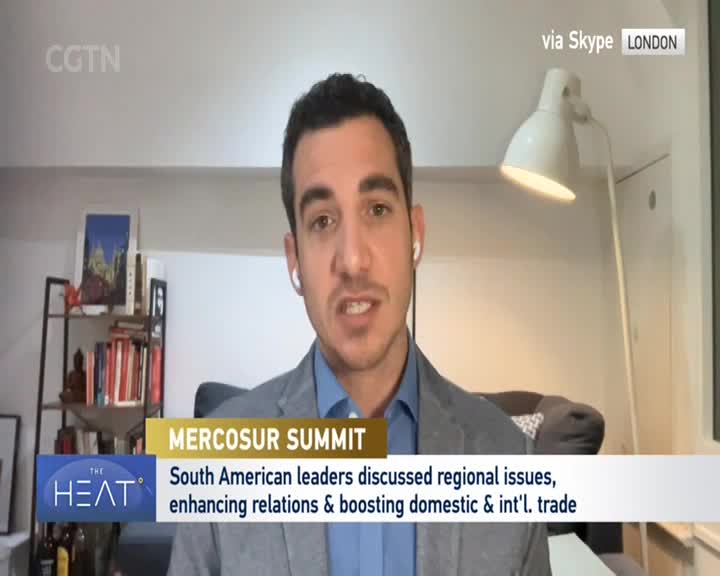 CGTN
via Skype LONDON
MERCOSUR SUMMIT
THE
HEAT
South American leaders discussed regional issues,
enhancing relations & boosting domestic & int'l. trade